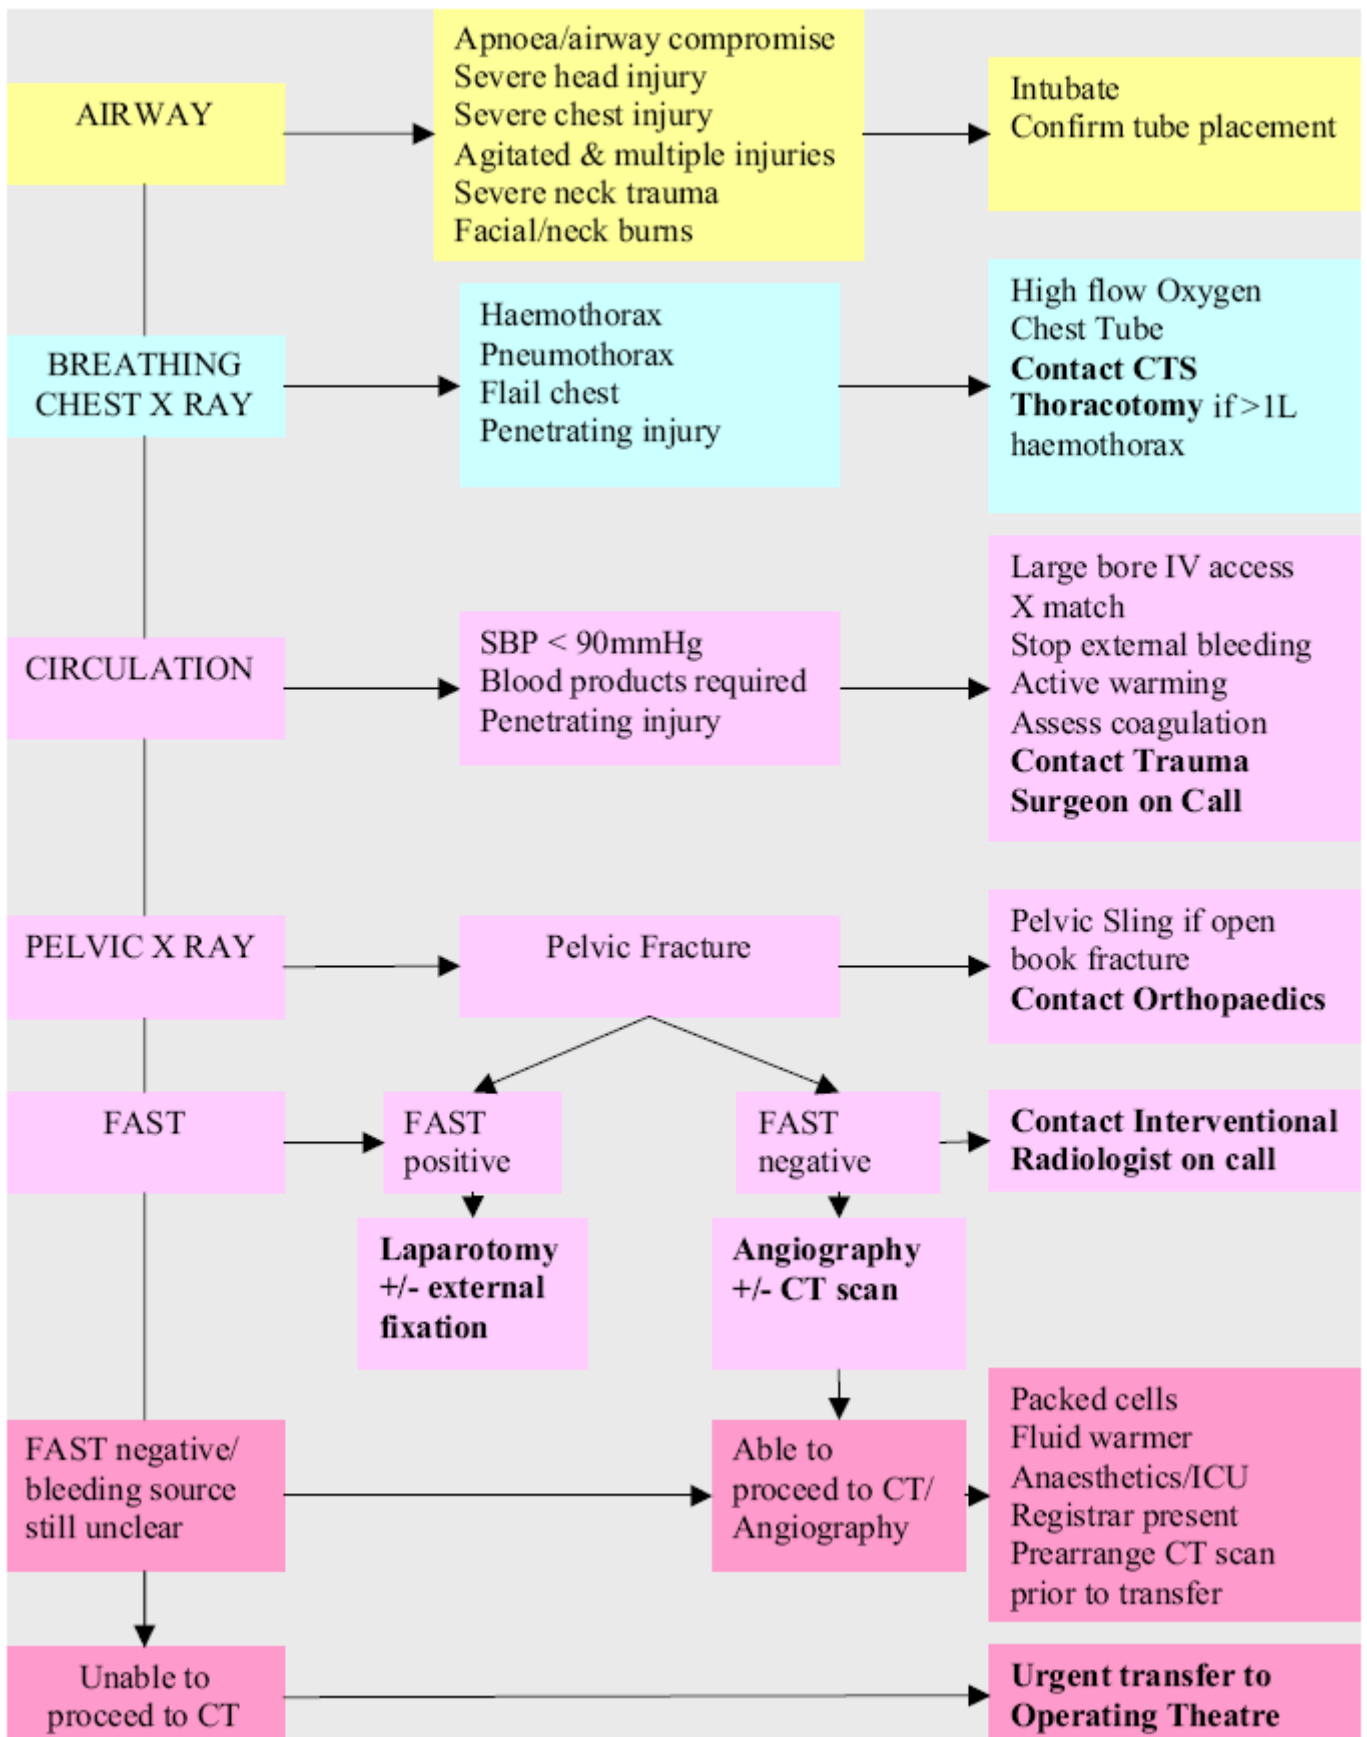 AIRWAY
Apnoea/airway compromise
Severe head injury
Severe chest injury
Agitated & multiple injuries
Severe neck trauma
Facial/neck burns
Intubate
Confirm tube placement
BREATHING
CHEST X RAY
Haemothorax
Pneumothorax
Flail chest
Penetrating injury
High flow Oxygen
Chest Tube
Contact CTS
Thoracotomy if >1L
haemothorax
CIRCULATION
SBP < 90mmHg
Blood products required
Penetrating injury
Large bore IV access
X match
Stop external bleeding
Active warming
Assess coagulation
Contact Trauma
Surgeon on Call
PELVIC X RAY
Pelvic Fracture
Pelvic Sling if open
book fracture
Contact Orthopaedics
FAST
FAST
positive
FAST
negative
Contact Interventional
Radiologist on call
Laparotomy
+/- external
fixation
Angiography
+/- CT scan
FAST negative/
bleeding source
still unclear
Able to
proceed to CT/
Angiography
Packed cells
Fluid warmer
Anaesthetics/ICU
Registrar present
Prearrange CT scan
prior to transfer
Unable to
proceed to CT
Urgent transfer to
Operating Theatre